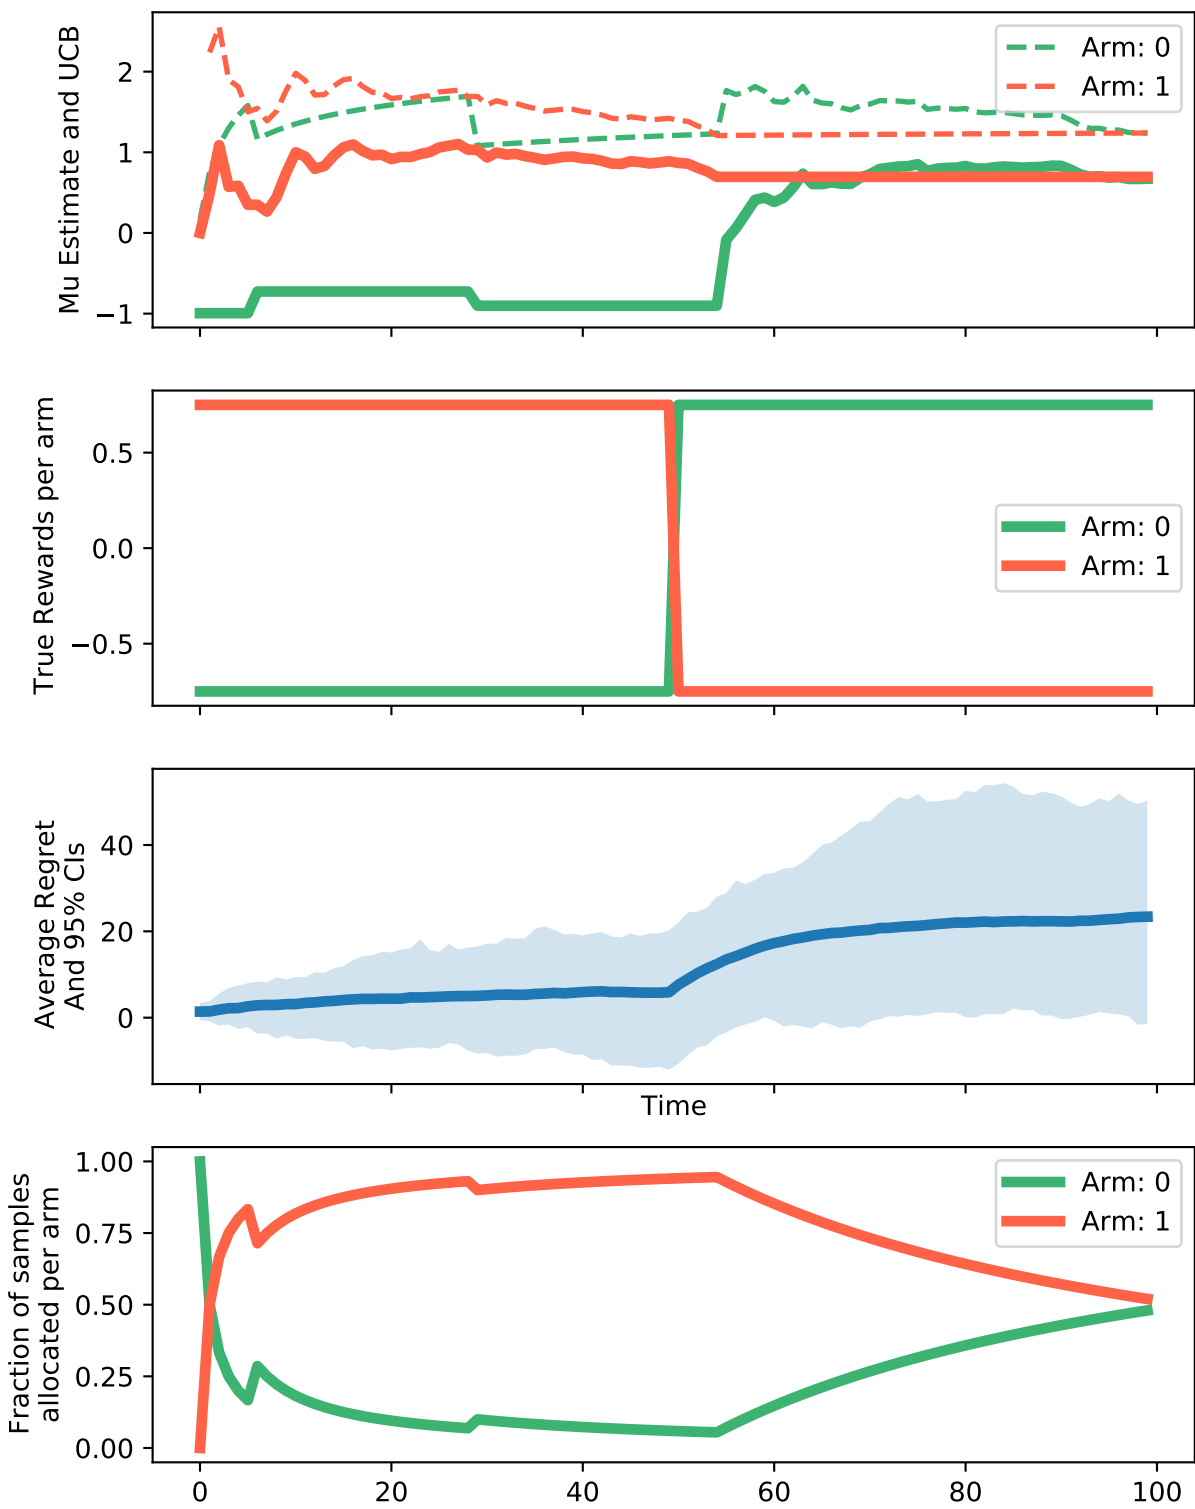 Mu Estimate and UCB
2
1
0
−1
Arm: 0
Arm: 1
True Rewards per arm
0.5
0.0
−0.5
Arm: 0
Arm: 1
Average Regret
And 95% CIs
40
20
0
Time
Fraction of samples
allocated per arm
1.00
0.75
0.50
0.25
0.00
Arm: 0
Arm: 1
0 20 40 60 80 100